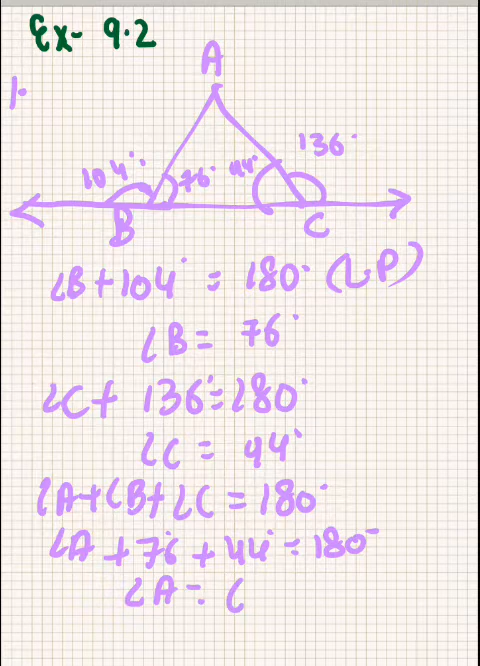 Ex- 9.2
1.
A
104° 76° 44° 136°
B C
∠B + 104° = 180° (LP)
∠B = 76°
∠C + 136° = 180°
∠C = 44°
∠A + ∠B + ∠C = 180°
∠A + 76° + 44° = 180°
∠A = 6